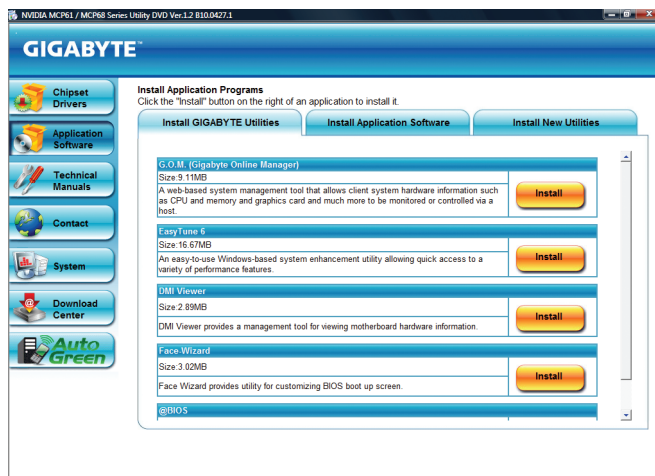 NVIDIA MCP61 / MCP68 Series Utility DVD Ver.1.2 B10.0427.1
GIGABYTE™
Chipset
Drivers
Application
Software
Technical
Manuals
Contact
System
Download
Center
Auto
Green
Install Application Programs
Click the "Install" button on the right of an application to install it.
Install GIGABYTE Utilities
Install Application Software
Install New Utilities
G.O.M. (Gigabyte Online Manager)
Size:9.11MB
A web-based system management tool that allows client system hardware information such
as CPU and memory and graphics card and much more to be monitored or controlled via a
host.
Install
EasyTune 6
Size:16.67MB
An easy-to-use Windows-based system enhancement utility allowing quick access to a
variety of performance features.
Install
DMI Viewer
Size:2.89MB
DMI Viewer provides a management tool for viewing motherboard hardware information.
Install
Face-Wizard
Size:3.02MB
Face Wizard provides utility for customizing BIOS boot up screen.
Install
@BIOS